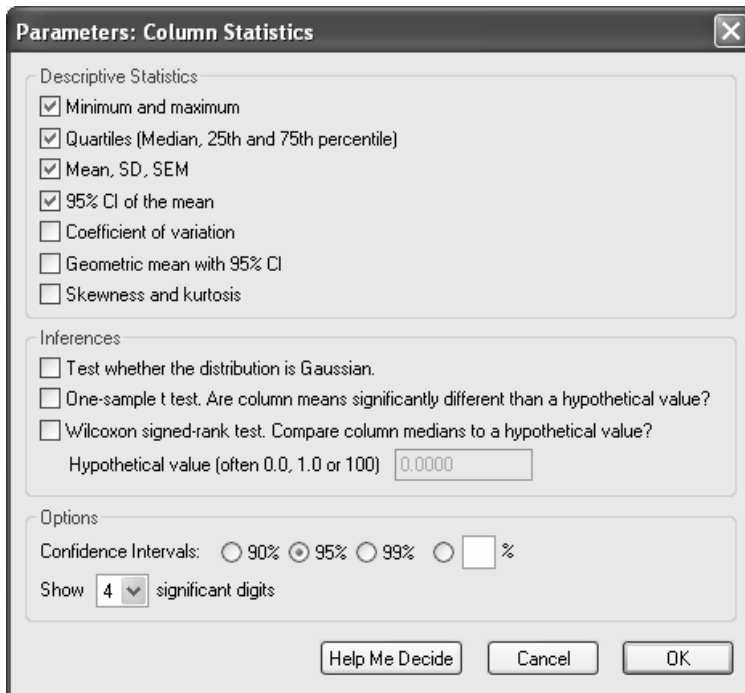 Parameters: Column Statistics
Descriptive Statistics
Minimum and maximum
Quartiles (Median, 25th and 75th percentile)
Mean, SD, SEM
95% CI of the mean
Coefficient of variation
Geometric mean with 95% CI
Skewness and kurtosis
Inferences
Test whether the distribution is Gaussian.
One-sample t test. Are column means significantly different than a hypothetical value?
Wilcoxon signed-rank test. Compare column medians to a hypothetical value?
Hypothetical value (often 0.0, 1.0 or 100) 0.0000
Options
Confidence Intervals: 90% 95% 99% %
Show 4 significant digits
Help Me Decide Cancel OK